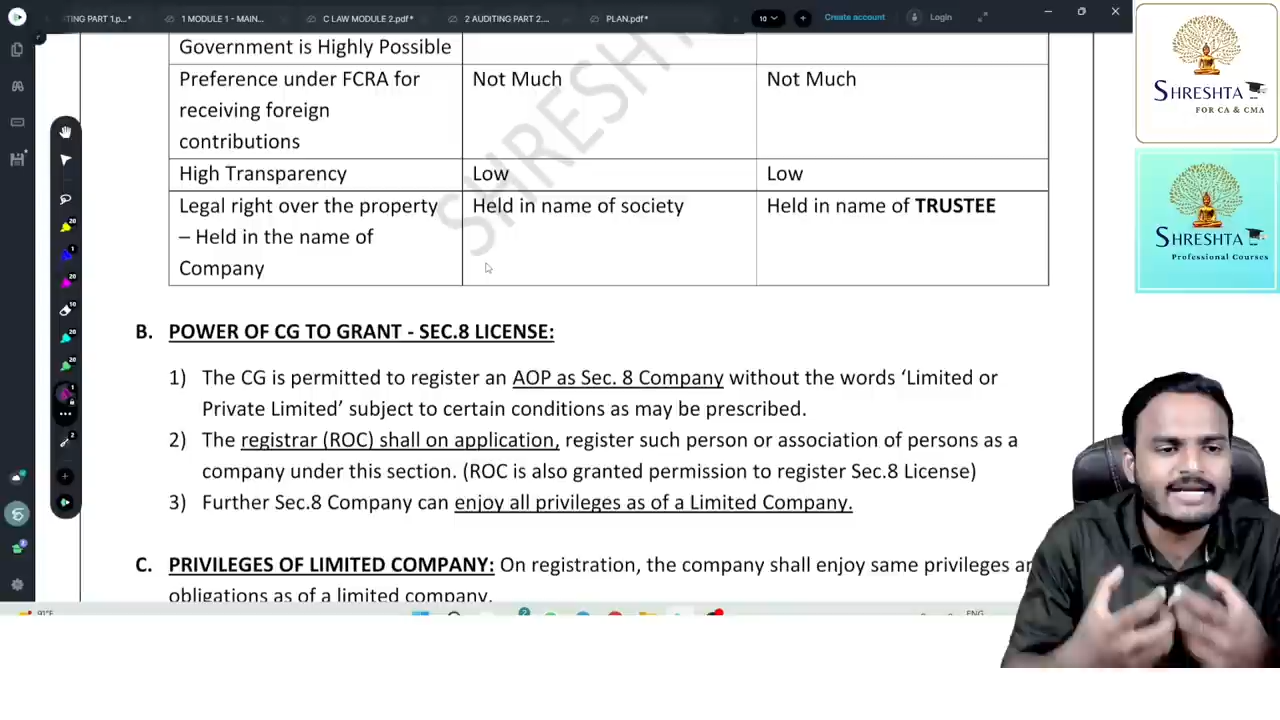 TING PART 1.p...*
1 MODULE 1 - MAIN...
C LAW MODULE 2.pdf*
2 AUDITING PART 2....
PLAN.pdf*
10
Create account
Login
Government is Highly Possible
Preference under FCRA for
receiving foreign
contributions
Not Much
Not Much
High Transparency
Low
Low
Legal right over the property
– Held in the name of
Company
Held in name of society
Held in name of TRUSTEE
SHRESHT
B. POWER OF CG TO GRANT - SEC.8 LICENSE:
1) The CG is permitted to register an AOP as Sec. 8 Company without the words ‘Limited or
Private Limited’ subject to certain conditions as may be prescribed.
2) The registrar (ROC) shall on application, register such person or association of persons as a
company under this section. (ROC is also granted permission to register Sec.8 License)
3) Further Sec.8 Company can enjoy all privileges as of a Limited Company.
C. PRIVILEGES OF LIMITED COMPANY: On registration, the company shall enjoy same privileges
obligations as of a limited company.
91°F
ENG
SHRESHTA
FOR CA & CMA
SHRESHTA
Professional Courses